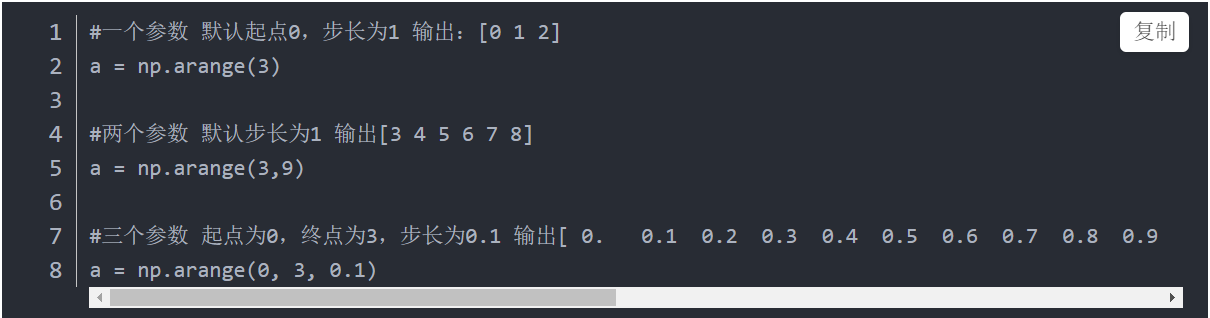 复制
1 #一个参数 默认起点0，步长为1 输出：[0 1 2]
2 a = np.arange(3)
3
4 #两个参数 默认步长为1 输出[3 4 5 6 7 8]
5 a = np.arange(3,9)
6
7 #三个参数 起点为0，终点为3，步长为0.1 输出[ 0.   0.1  0.2  0.3  0.4  0.5  0.6  0.7  0.8  0.9
8 a = np.arange(0, 3, 0.1)